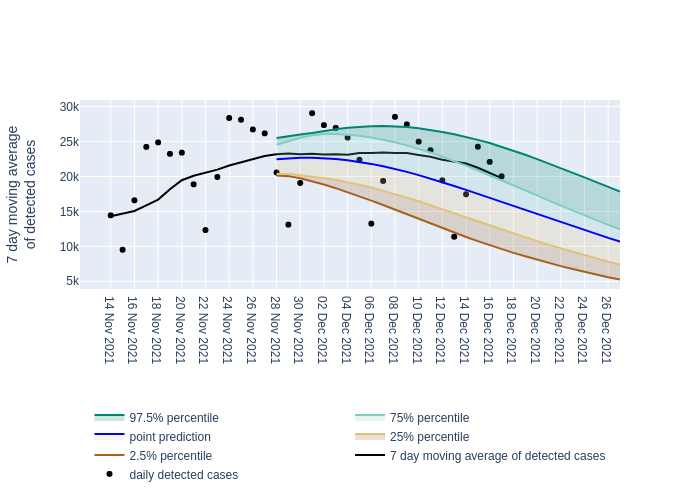 7 day moving average
of detected cases
30k
25k
20k
15k
10k
5k
14 Nov 2021
16 Nov 2021
18 Nov 2021
20 Nov 2021
22 Nov 2021
24 Nov 2021
26 Nov 2021
28 Nov 2021
30 Nov 2021
02 Dec 2021
04 Dec 2021
06 Dec 2021
08 Dec 2021
10 Dec 2021
12 Dec 2021
14 Dec 2021
16 Dec 2021
18 Dec 2021
20 Dec 2021
22 Dec 2021
24 Dec 2021
26 Dec 2021
97.5% percentile
75% percentile
point prediction
25% percentile
2.5% percentile
7 day moving average of detected cases
daily detected cases